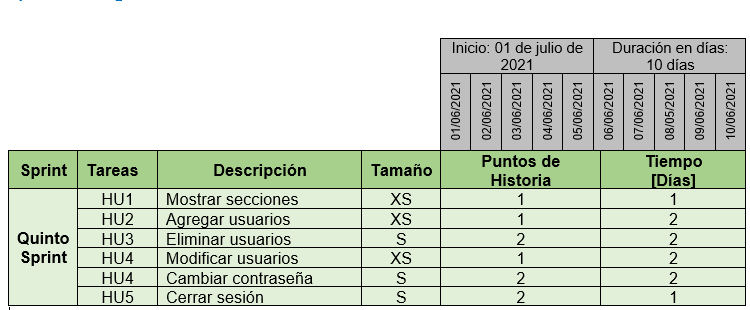 Inicio: 01 de julio de
2021
Duración en días:
10 días
01/06/2021
02/06/2021
03/06/2021
04/06/2021
05/06/2021
06/06/2021
07/06/2021
08/05/2021
09/06/2021
10/06/2021
Sprint Tareas Descripción Tamaño Puntos de Historia Tiempo [Días]
Quinto Sprint
HU1 Mostrar secciones XS 1 1
HU2 Agregar usuarios XS 1 2
HU3 Eliminar usuarios S 2 2
HU4 Modificar usuarios XS 1 2
HU4 Cambiar contraseña S 2 2
HU5 Cerrar sesión S 2 1